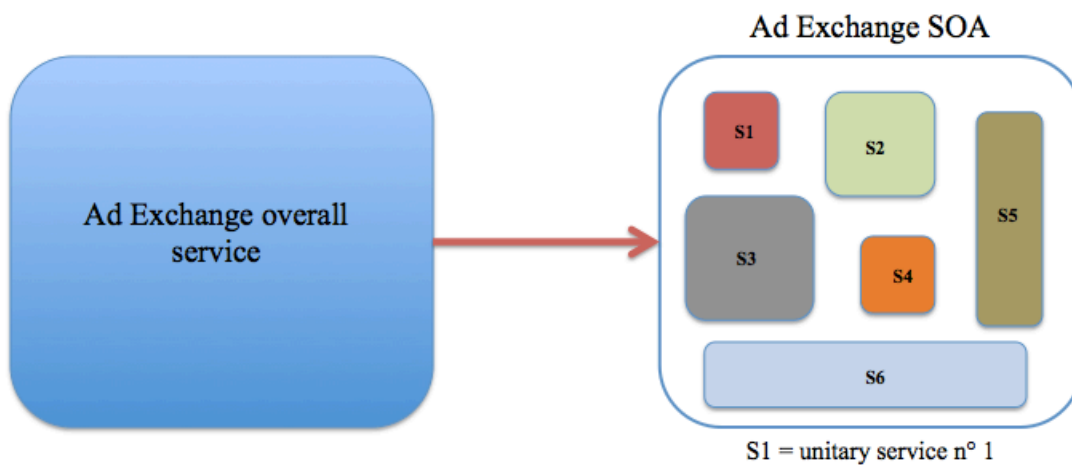 Ad Exchange SOA
Ad Exchange overall
service
S1
S2
S3
S4
S5
S6
S1 = unitary service n° 1